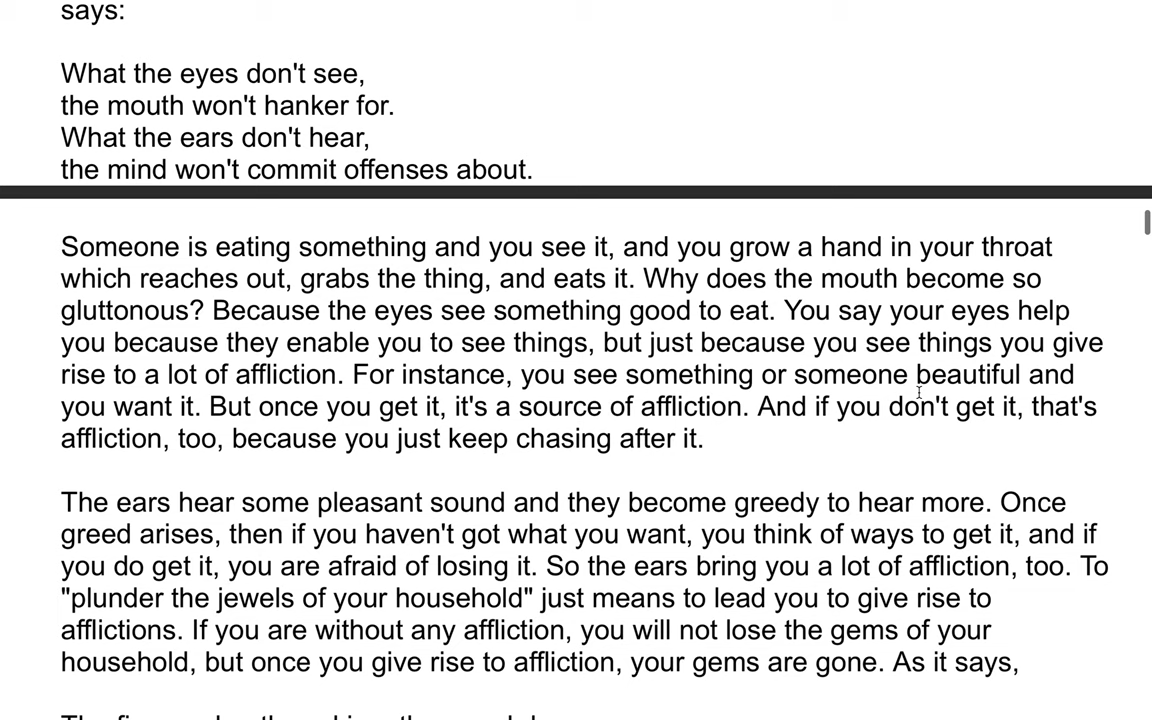 says:
What the eyes don't see,
the mouth won't hanker for.
What the ears don't hear,
the mind won't commit offenses about.
Someone is eating something and you see it, and you grow a hand in your throat
which reaches out, grabs the thing, and eats it. Why does the mouth become so
gluttonous? Because the eyes see something good to eat. You say your eyes help
you because they enable you to see things, but just because you see things you give
rise to a lot of affliction. For instance, you see something or someone beautiful and
you want it. But once you get it, it's a source of affliction. And if you don't get it, that's
affliction, too, because you just keep chasing after it.
The ears hear some pleasant sound and they become greedy to hear more. Once
greed arises, then if you haven't got what you want, you think of ways to get it, and if
you do get it, you are afraid of losing it. So the ears bring you a lot of affliction, too. To
"plunder the jewels of your household" just means to lead you to give rise to
afflictions. If you are without any affliction, you will not lose the gems of your
household, but once you give rise to affliction, your gems are gone. As it says,